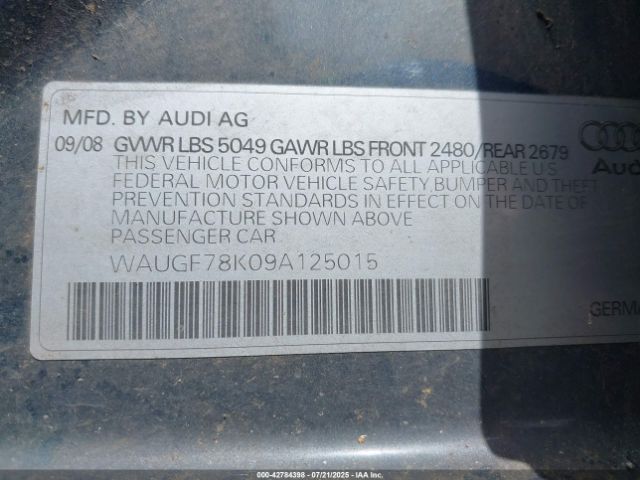 MFD. BY AUDI AG
09/08 GVWR LBS 5049 GAWR LBS FRONT 2480/REAR 2679
THIS VEHICLE CONFORMS TO ALL APPLICABLE U S
FEDERAL MOTOR VEHICLE SAFETY, BUMPER AND THEFT
PREVENTION STANDARDS IN EFFECT ON THE DATE OF
MANUFACTURE SHOWN ABOVE
PASSENGER CAR
WAUGF78K09A125015
Audi
GERMA
000-42784398 - 07/21/2025 - IAA Inc.